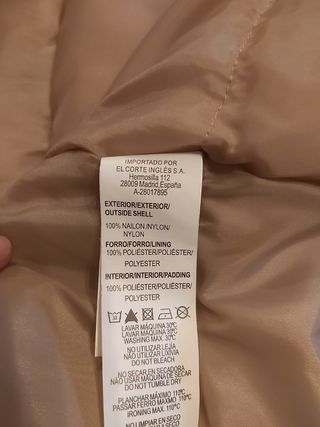 IMPORTADO POR
EL CORTE INGLÉS S.A.
Hermosilla 112
28009 Madrid,España
A-28017895
EXTERIOR/EXTERIOR/
OUTSIDE SHELL
100% NAILON/NYLON/
NYLON
FORRO/FORRO/LINING
100% POLIÉSTER/POLIÉSTER/
POLYESTER
INTERIOR/INTERIOR/PADDING
100% POLIÉSTER/POLIÉSTER/
POLYESTER
LAVAR MÁQUINA 30ºC
LAVAR MÁQUINA 30ºC
WASHING MAX. 30ºC
NO UTILIZAR LEJÍA
NÃO UTILIZAR LIXIVIA
DO NOT BLEACH
NO SECAR EN SECADORA
NÃO USAR MÁQUINA DE SECAR
DO NOT TUMBLE DRY
PLANCHAR MÁXIMO 110ºC
PASSAR FERRO MÁXMO 110ºC
IRONING MAX. 110ºC
NO LIMPIAR EN SECO